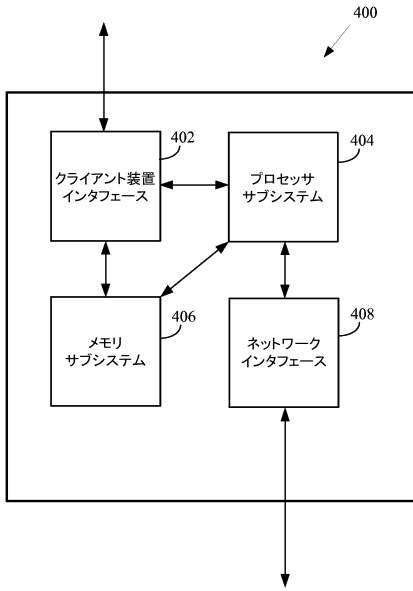 400
402
クライアント装置
インタフェース
404
プロセッサ
サブシステム
406
メモリ
サブシステム
408
ネットワーク
インタフェース